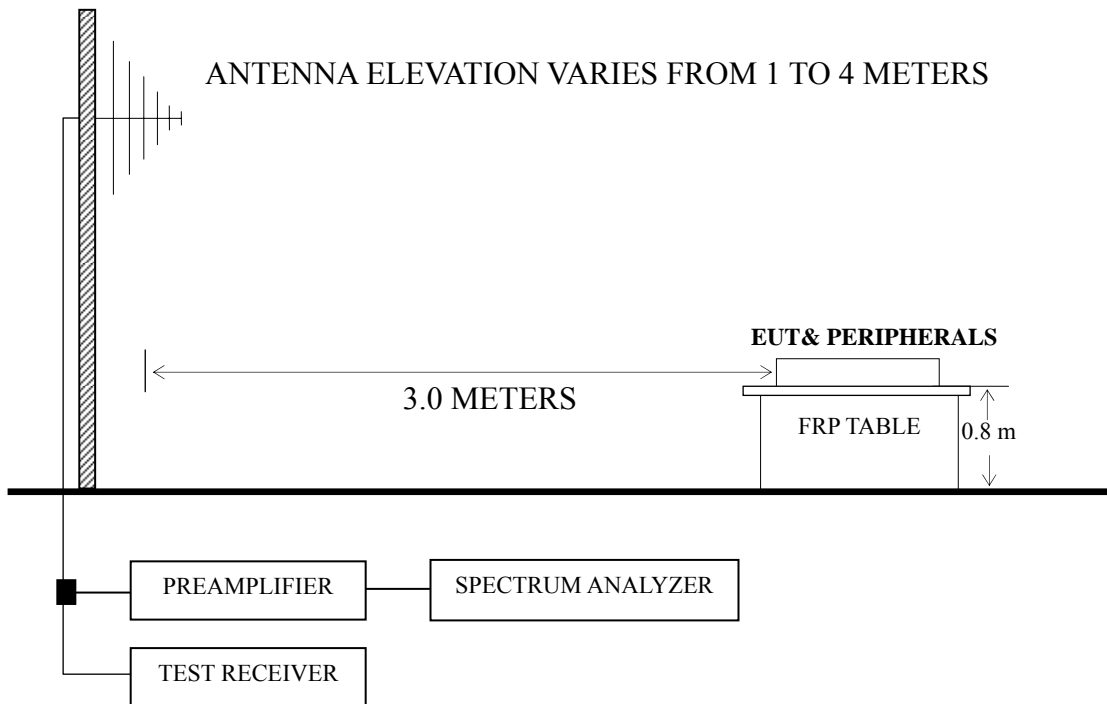 ANTENNA ELEVATION VARIES FROM 1 TO 4 METERS
EUT& PERIPHERALS
3.0 METERS
FRP TABLE
0.8 m
PREAMPLIFIER
SPECTRUM ANALYZER
TEST RECEIVER